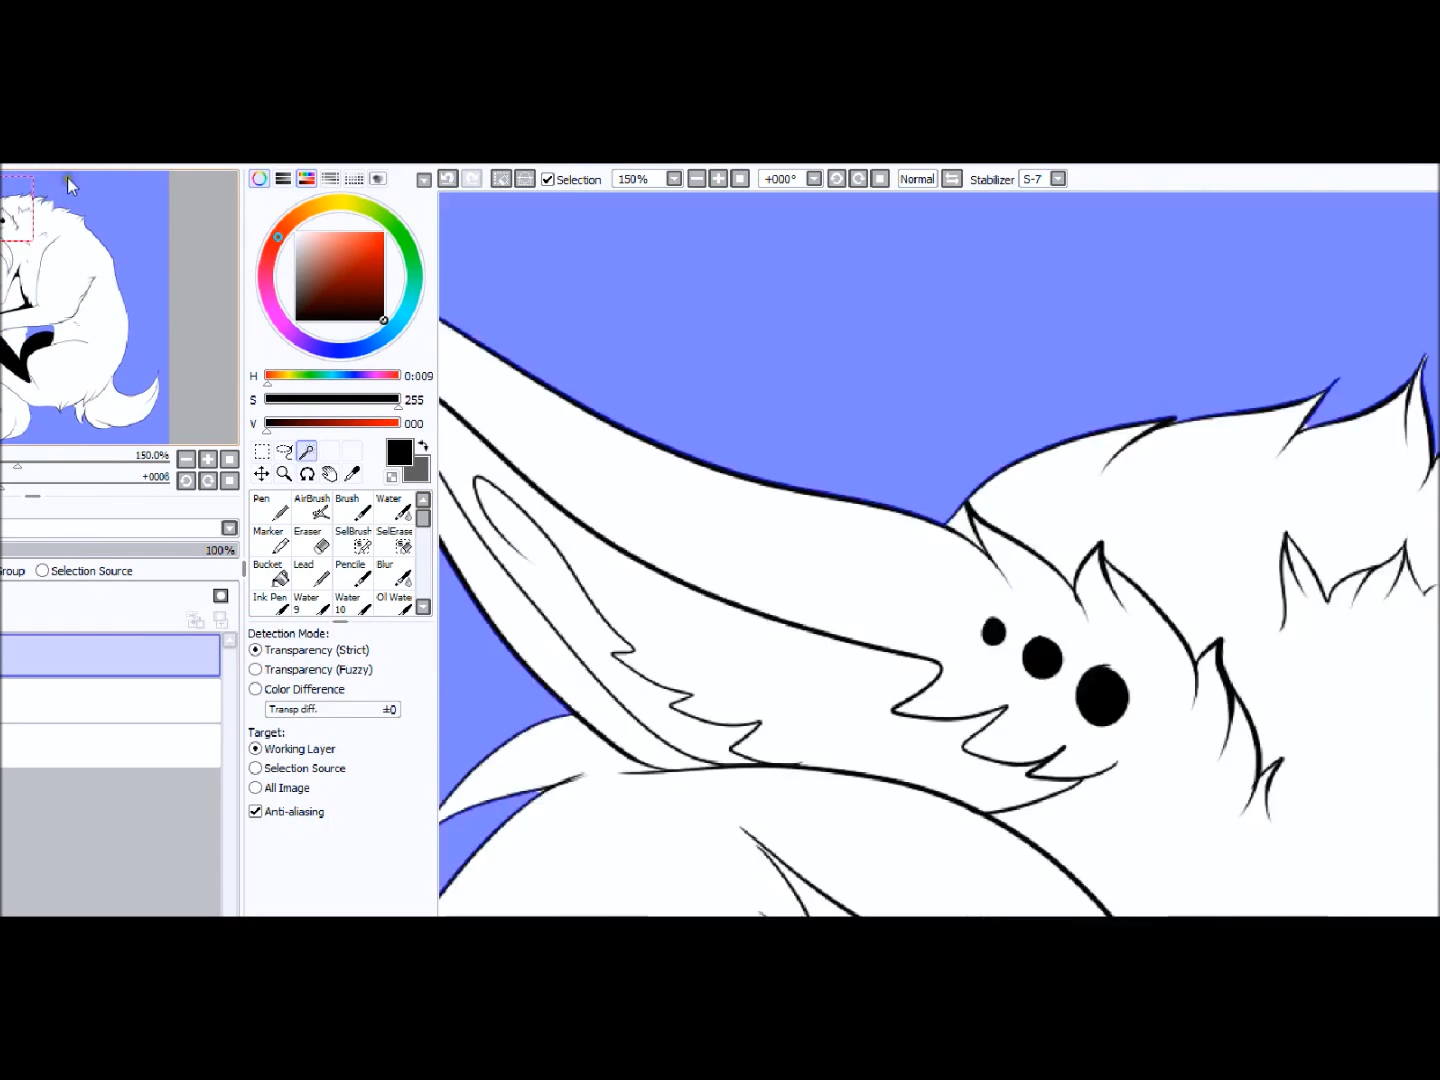 Selection 150% +000° Normal Stabilizer S-7
H 0:009
S 255
V 000
150.0%
+0006
Pen AirBrush Brush Water
Marker Eraser SelBrush SelErase
Bucket Lead Pencile Blur
Ink Pen Water 9 Water 10 Oil Wate
100%
roup Selection Source
Detection Mode:
Transparency (Strict)
Transparency (Fuzzy)
Color Difference
Transp diff. ±0
Target:
Working Layer
Selection Source
All Image
Anti-aliasing